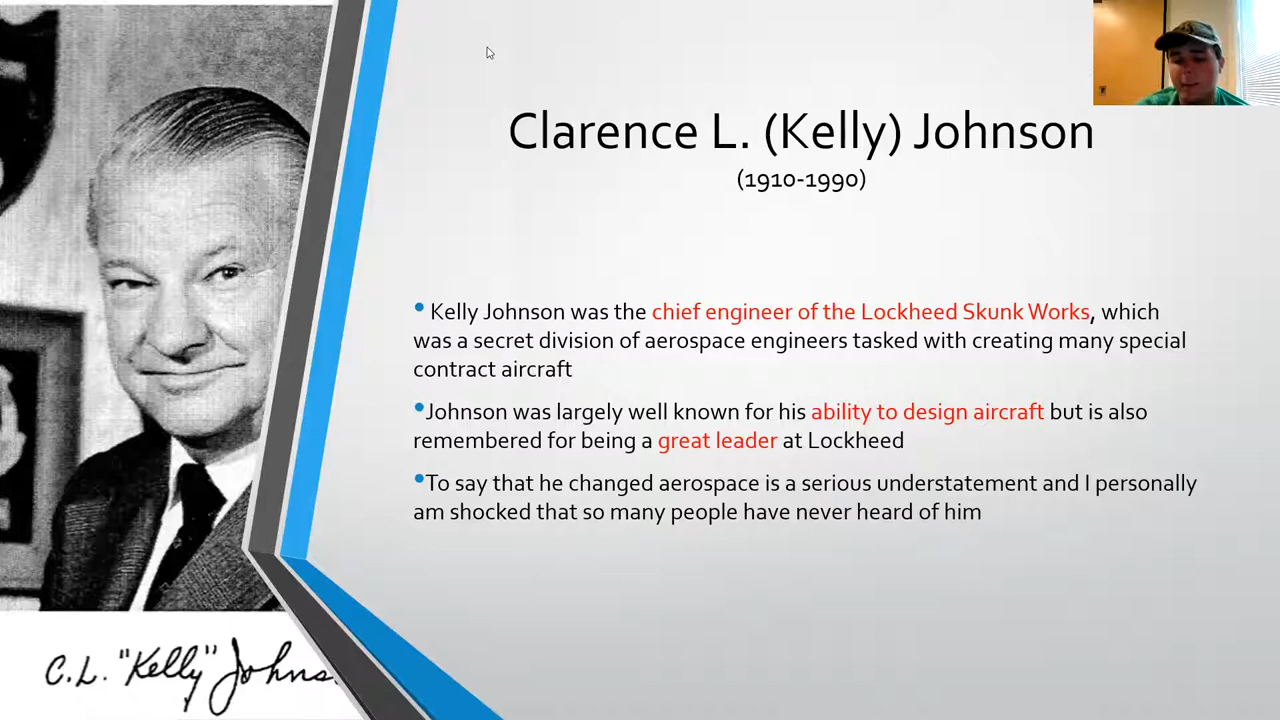 Clarence L. (Kelly) Johnson
(1910-1990)
• Kelly Johnson was the chief engineer of the Lockheed Skunk Works, which
was a secret division of aerospace engineers tasked with creating many special
contract aircraft
•Johnson was largely well known for his ability to design aircraft but is also
remembered for being a great leader at Lockheed
•To say that he changed aerospace is a serious understatement and I personally
am shocked that so many people have never heard of him
C.L. "Kelly" Johns